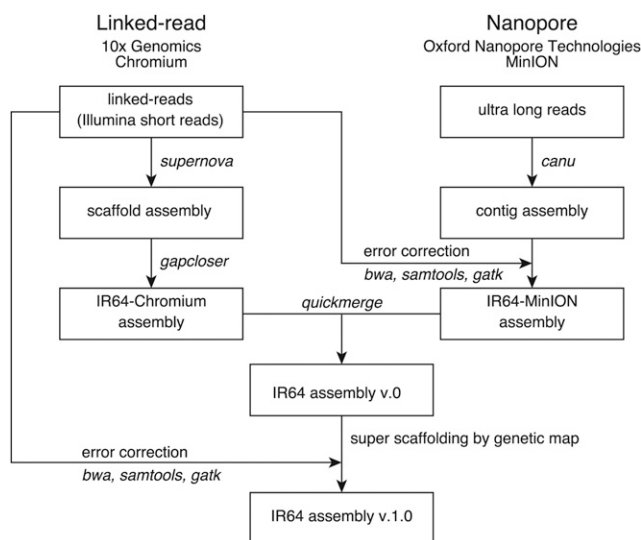 Linked-read
10x Genomics
Chromium
Nanopore
Oxford Nanopore Technologies
MinION
linked-reads
(Illumina short reads)
ultra long reads
supernova
canu
scaffold assembly
contig assembly
gapcloser
error correction
bwa, samtools, gatk
IR64-Chromium
assembly
quickmerge
IR64-MinION
assembly
IR64 assembly v.0
super scaffolding by genetic map
error correction
bwa, samtools, gatk
IR64 assembly v.1.0